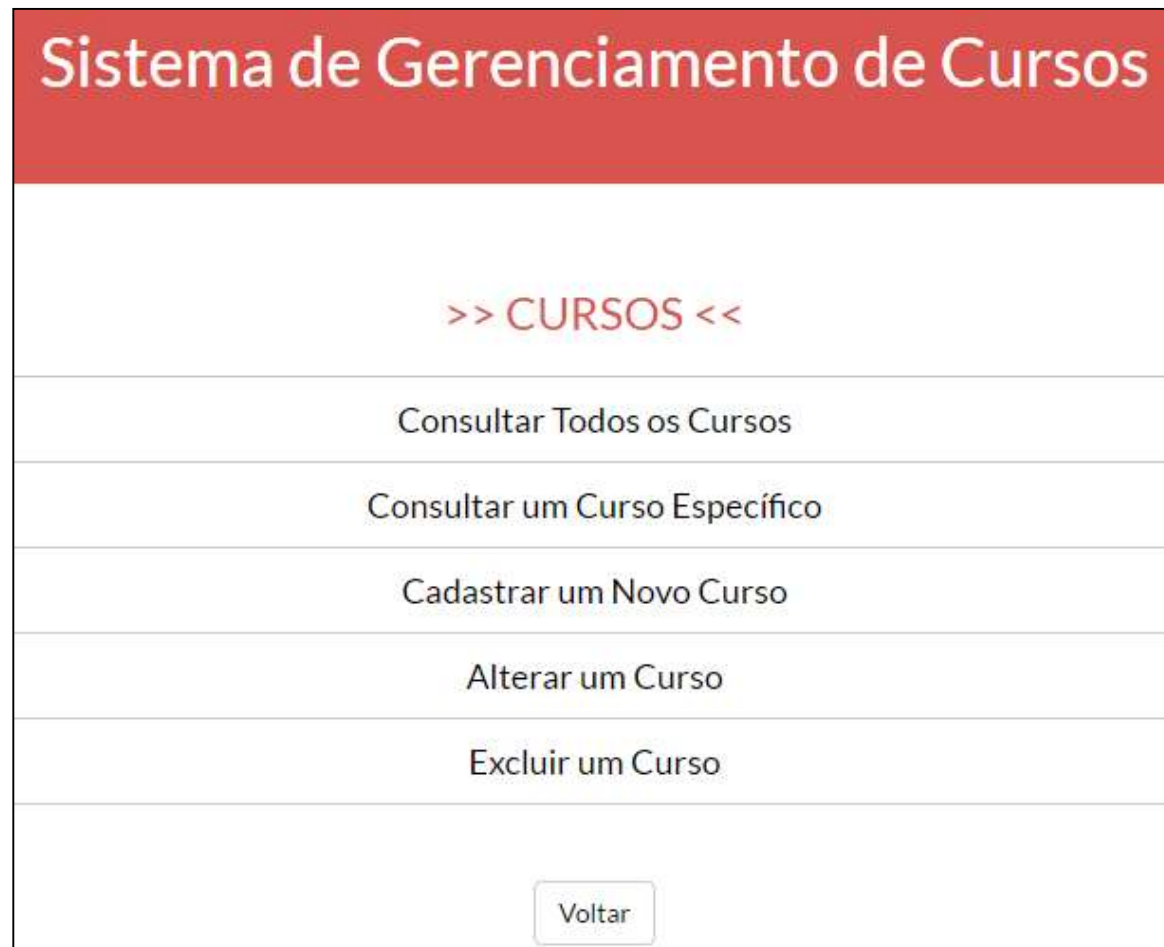 Sistema de Gerenciamento de Cursos
>> CURSOS <<
Consultar Todos os Cursos
Consultar um Curso Específico
Cadastrar um Novo Curso
Alterar um Curso
Excluir um Curso
Voltar